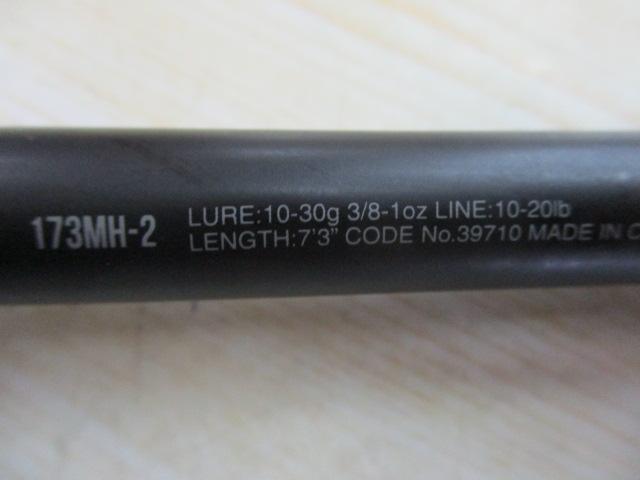 173MH-2
LURE:10-30g 3/8-1oz LINE:10-20lb
LENGTH:7'3" CODE No.39710 MADE IN